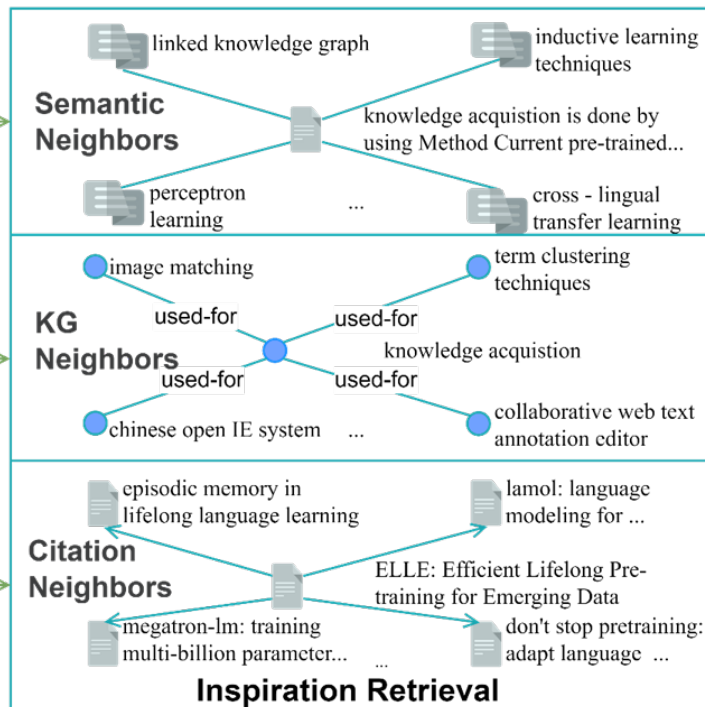 linked knowledge graph
inductive learning
techniques
Semantic
Neighbors
knowledge acquistion is done by
using Method Current pre-trained...
perceptron
learning
...
cross - lingual
transfer learning
image matching
term clustering
techniques
used-for
used-for
KG
Neighbors
knowledge acquistion
used-for
used-for
chinese open IE system
...
collaborative web text
annotation editor
episodic memory in
lifelong language learning
lamol: language
modeling for ...
Citation
Neighbors
ELLE: Efficient Lifelong Pre-
training for Emerging Data
megatron-lm: training
multi-billion parameter...
...
don't stop pretraining:
adapt language ...
Inspiration Retrieval